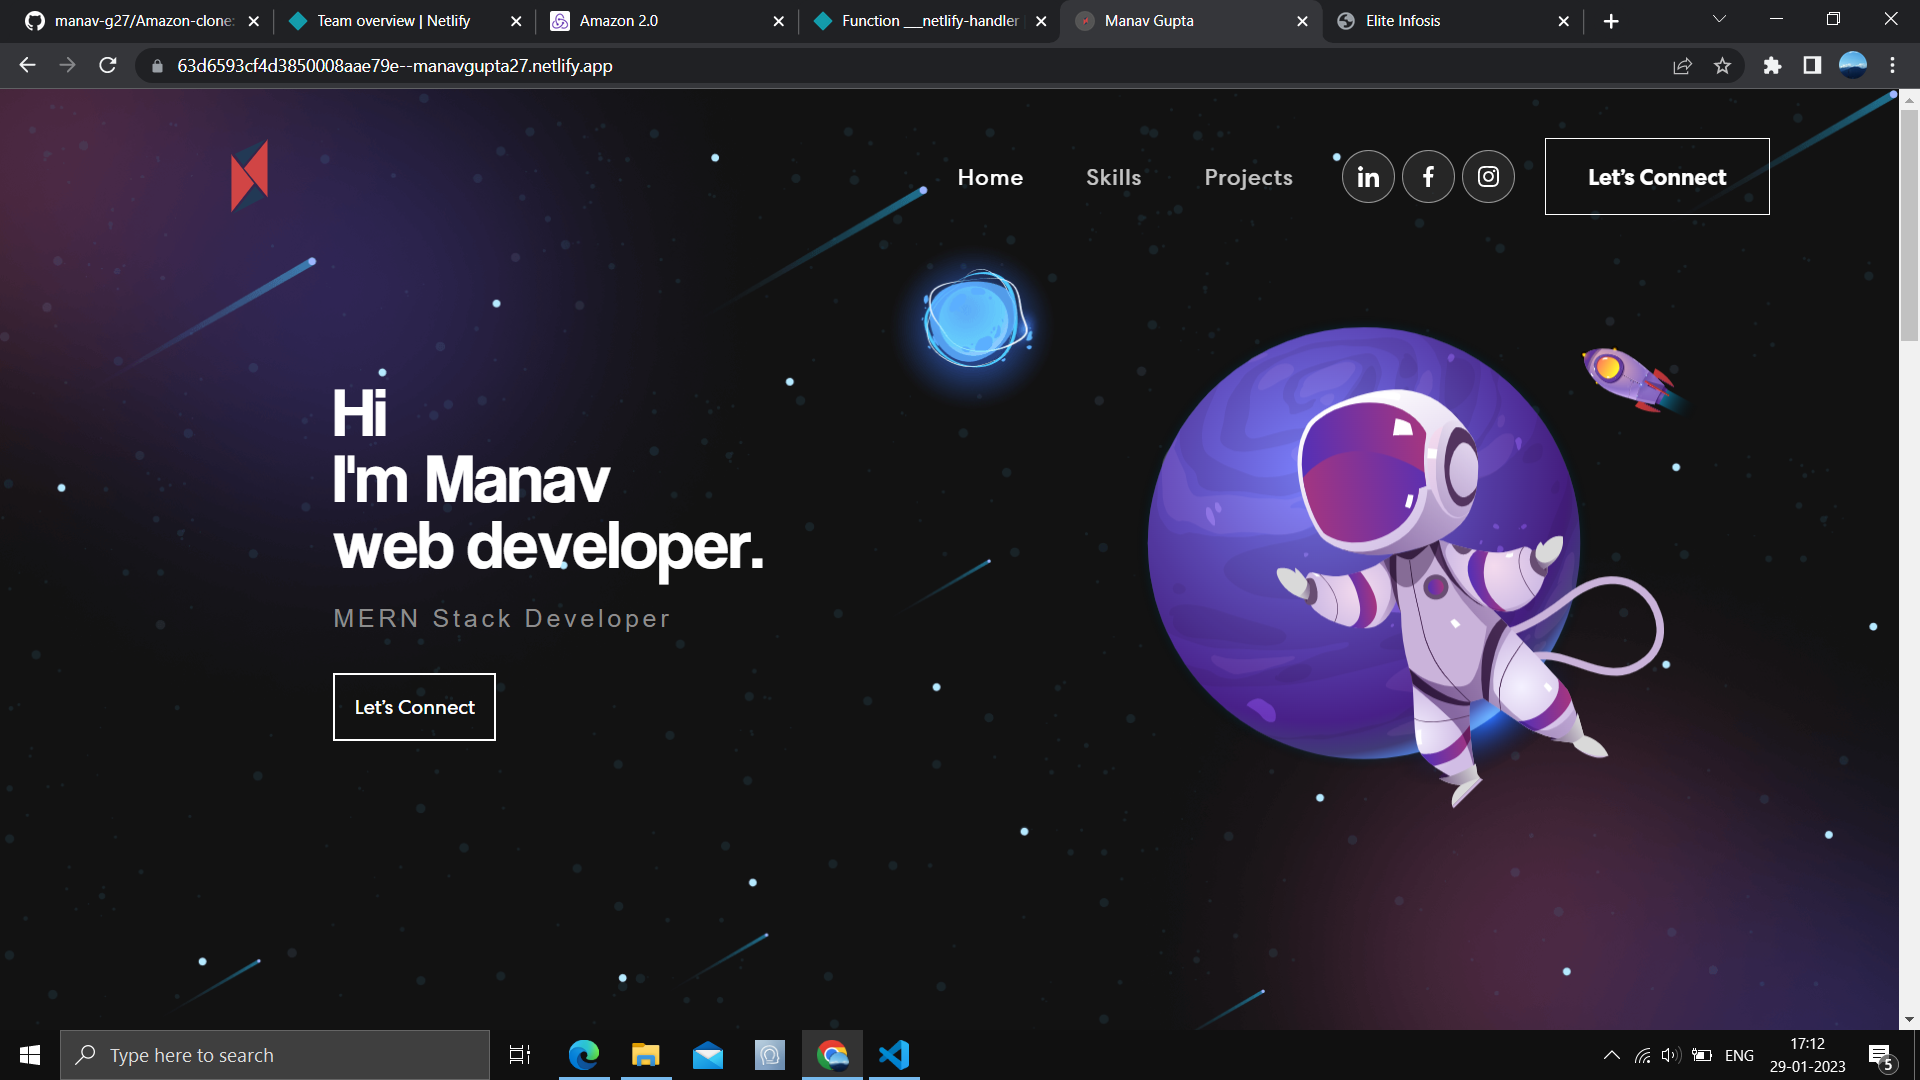 manav-g27/Amazon-clone:
Team overview | Netlify
Amazon 2.0
Function ___netlify-handler
Manav Gupta
Elite Infosis
63d6593cf4d3850008aae79e--manavgupta27.netlify.app
Home
Skills
Projects
in
f
Let's Connect
Hi
I'm Manav
web developer.
MERN Stack Developer
Let's Connect
Type here to search
ENG
17:12
29-01-2023
5